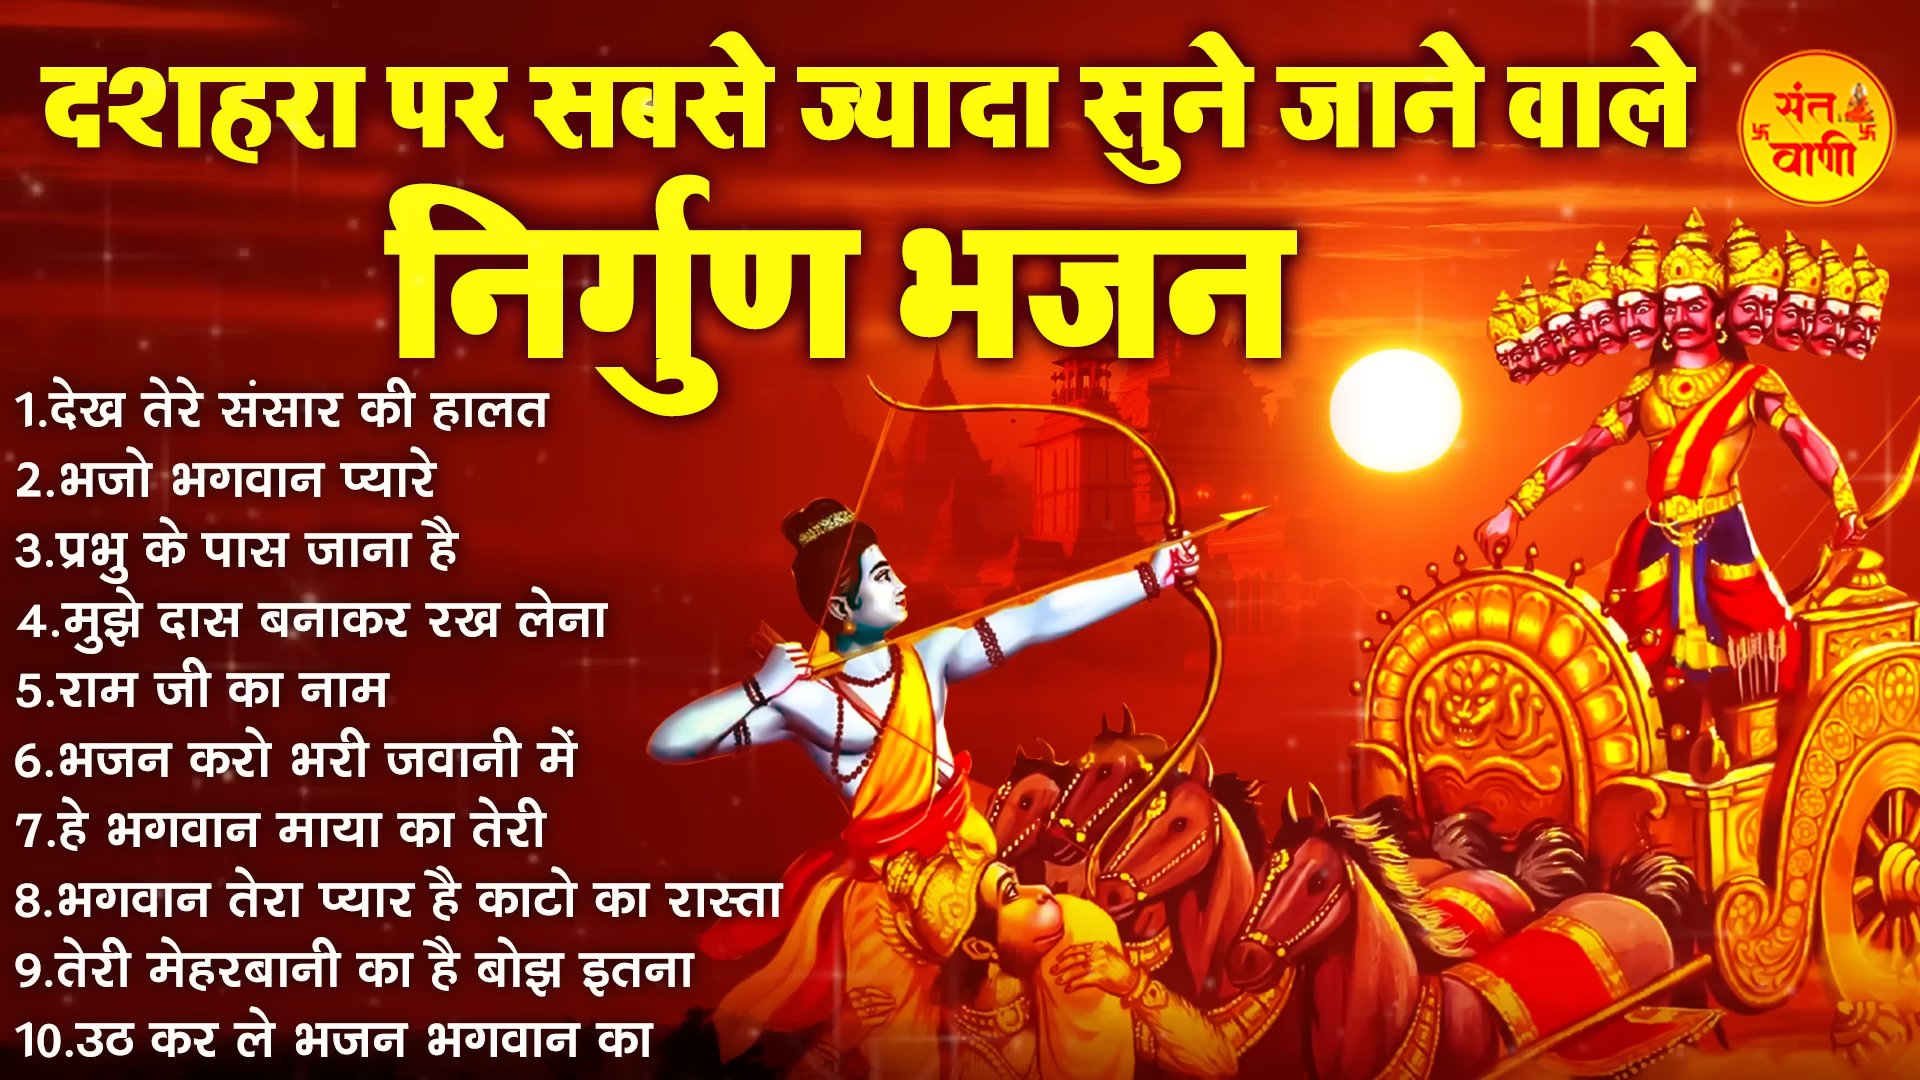 दशहरा पर सबसे ज्यादा सुने जाने वाले
संत
वाणी
निर्गुण भजन
1.देख तेरे संसार की हालत
2.भजो भगवान प्यारे
3.प्रभु के पास जाना है
4.मुझे दास बनाकर रख लेना
5.राम जी का नाम
6.भजन करो भरी जवानी में
7.हे भगवान माया का तेरी
8.भगवान तेरा प्यार है काटो का रास्ता
9.तेरी मेहरबानी का है बोझ इतना
10.उठ कर ले भजन भगवान का